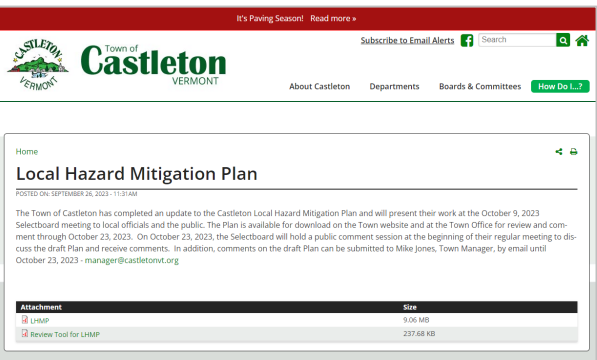 It's Paving Season!   Read more »
Subscribe to Email Alerts
Search
CASTLETON
VERMONT
Town of
Castleton
VERMONT
About Castleton
Departments
Boards & Committees
How Do I...?
Home
Local Hazard Mitigation Plan
POSTED ON: SEPTEMBER 26, 2023 - 11:31AM
The Town of Castleton has completed an update to the Castleton Local Hazard Mitigation Plan and will present their work at the October 9, 2023
Selectboard meeting to local officials and the public. The Plan is available for download on the Town website and at the Town Office for review and com-
ment through October 23, 2023.  On October 23, 2023, the Selectboard will hold a public comment session at the beginning of their regular meeting to dis-
cuss the draft Plan and receive comments.  In addition, comments on the draft Plan can be submitted to Mike Jones, Town Manager, by email until
October 23, 2023 - manager@castletonvt.org
Attachment Size
LHMP 9.06 MB
Review Tool for LHMP 237.68 KB